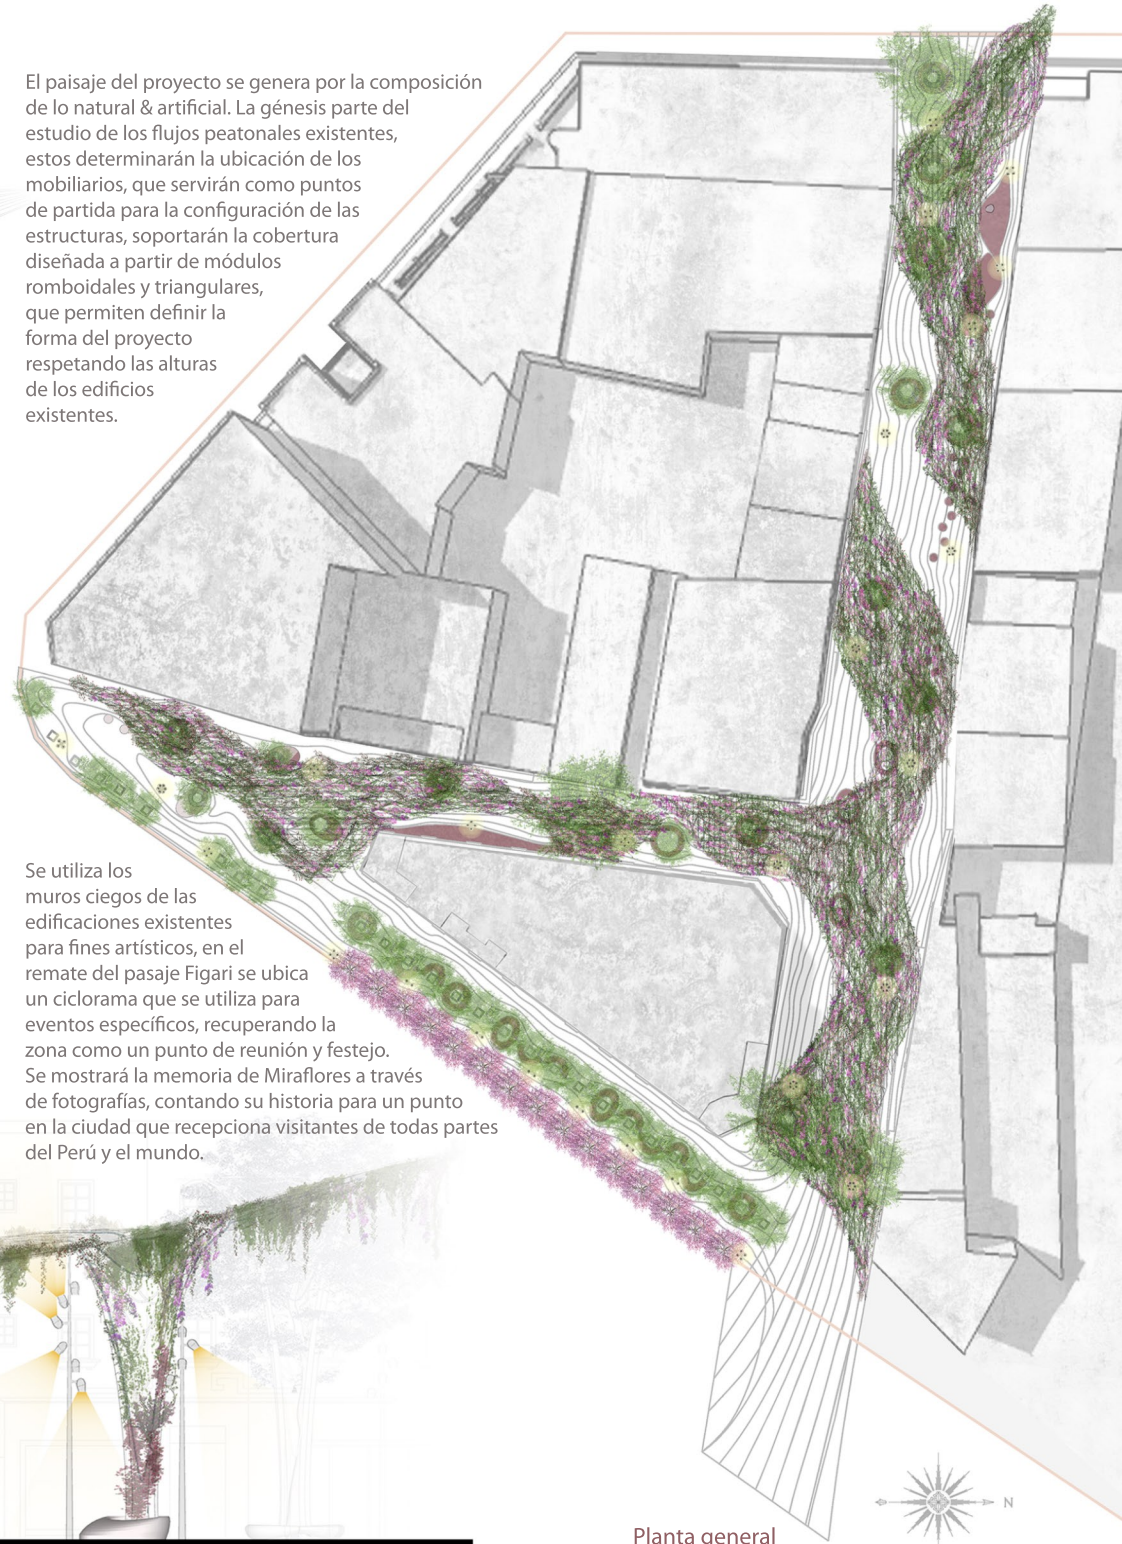 El paisaje del proyecto se genera por la composición
de lo natural & artificial. La génesis parte del
estudio de los flujos peatonales existentes,
estos determinarán la ubicación de los
mobiliarios, que servirán como puntos
de partida para la configuración de las
estructuras, soportarán la cobertura
diseñada a partir de módulos
romboidales y triangulares,
que permiten definir la
forma del proyecto
respetando las alturas
de los edificios
existentes.
Se utiliza los
muros ciegos de las
edificaciones existentes
para fines artísticos, en el
remate del pasaje Figari se ubica
un ciclorama que se utiliza para
eventos específicos, recuperando la
zona como un punto de reunión y festejo.
Se mostrará la memoria de Miraflores a través
de fotografías, contando su historia para un punto
en la ciudad que recepciona visitantes de todas partes
del Perú y el mundo.
N
Planta general